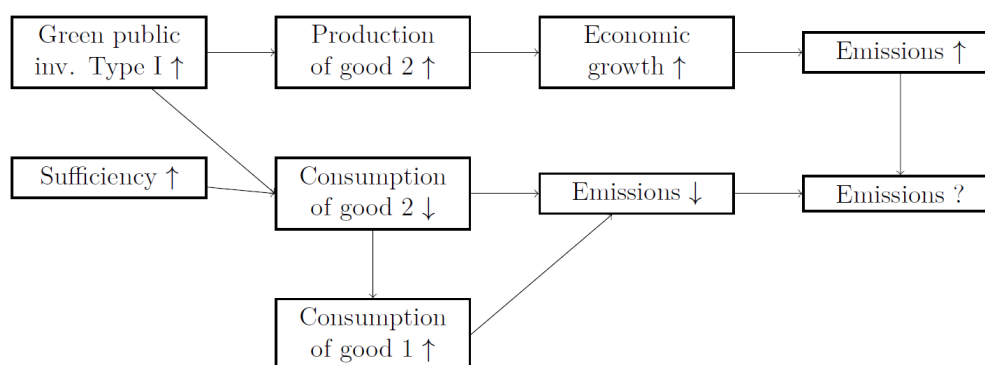 Green public
inv. Type I ↑
Production
of good 2 ↑
Economic
growth ↑
Emissions ↑
Sufficiency ↑
Consumption
of good 2 ↓
Emissions ↓
Emissions ?
Consumption
of good 1 ↑